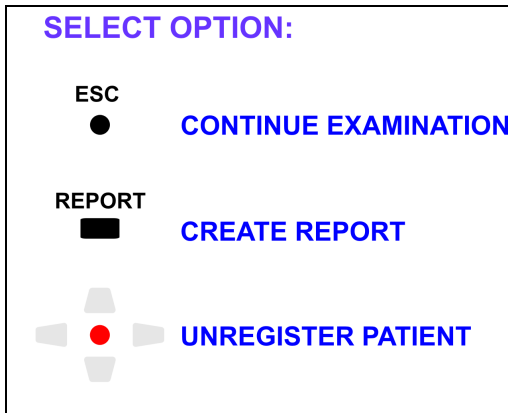 SELECT OPTION:
ESC
CONTINUE EXAMINATION
REPORT
CREATE REPORT
UNREGISTER PATIENT